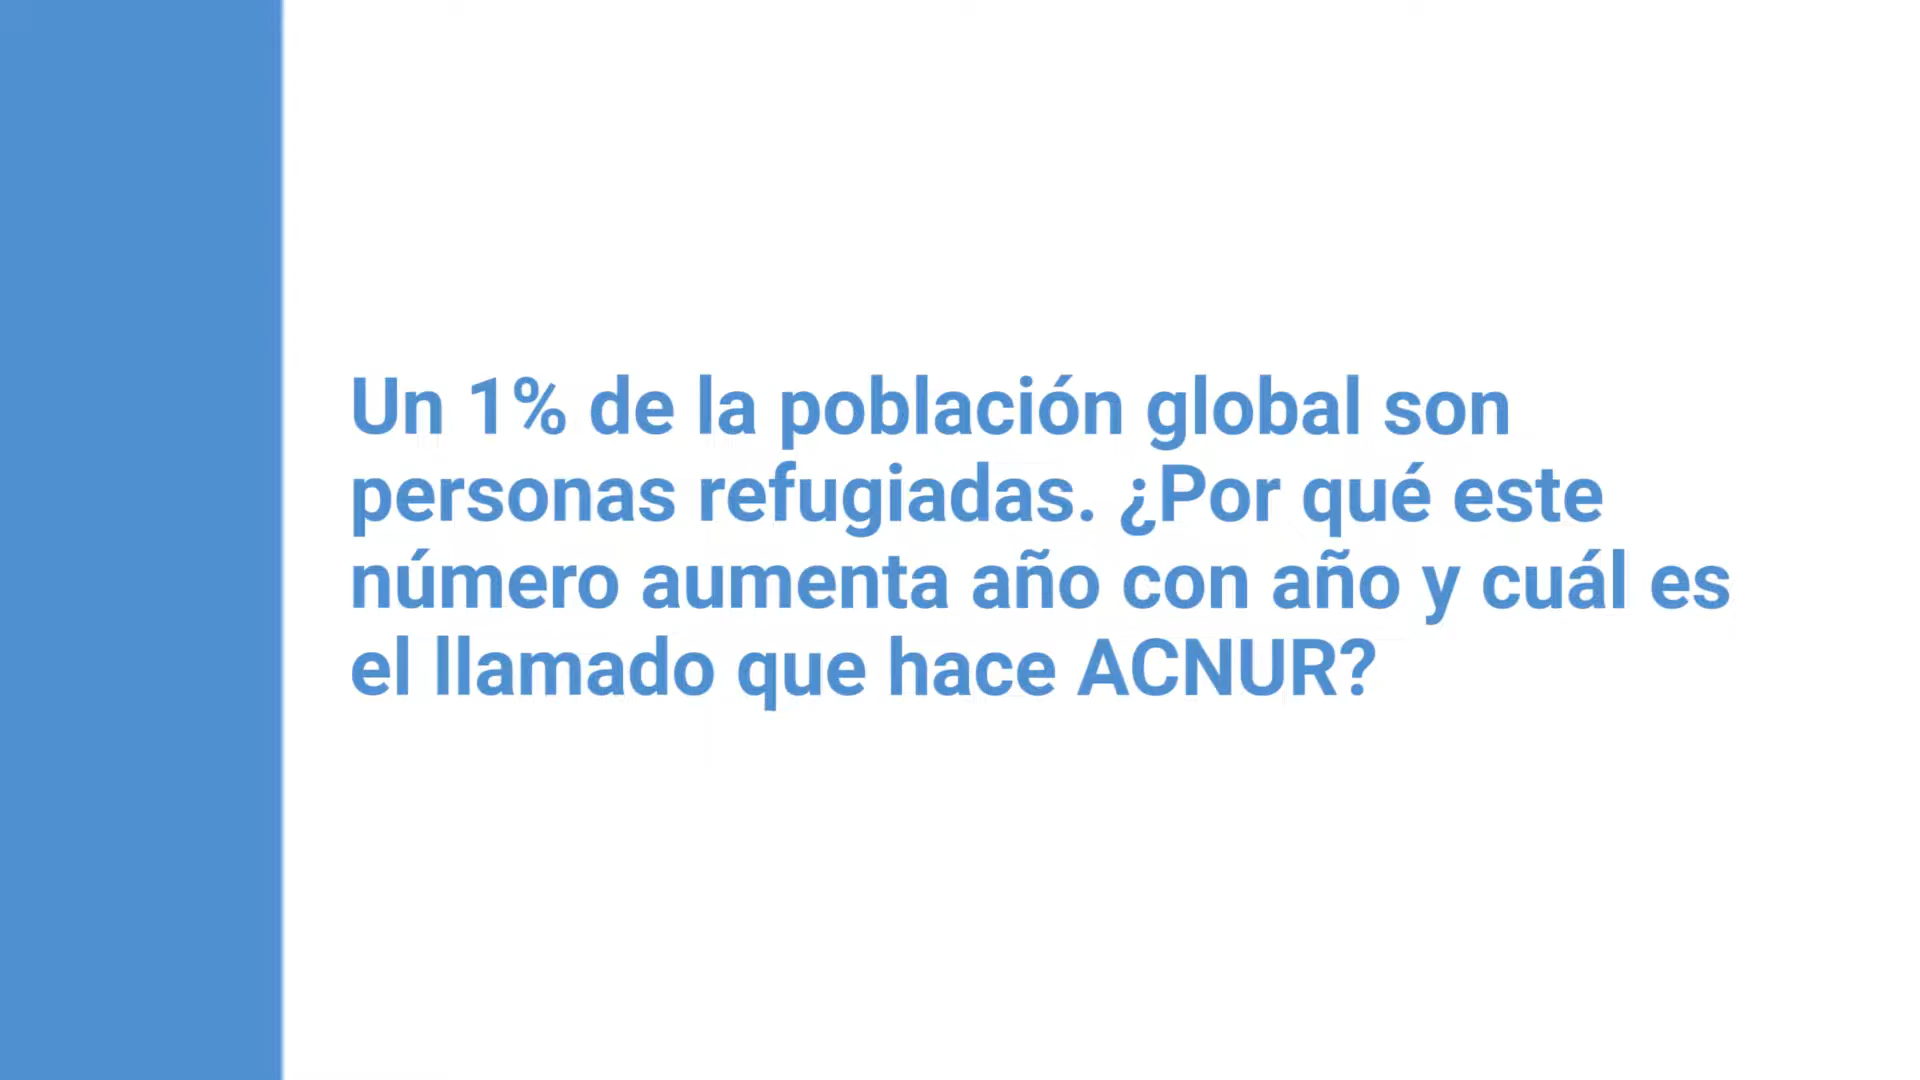 Un 1% de la población global son
personas refugiadas. ¿Por qué este
número aumenta año con año y cuál es
el llamado que hace ACNUR?